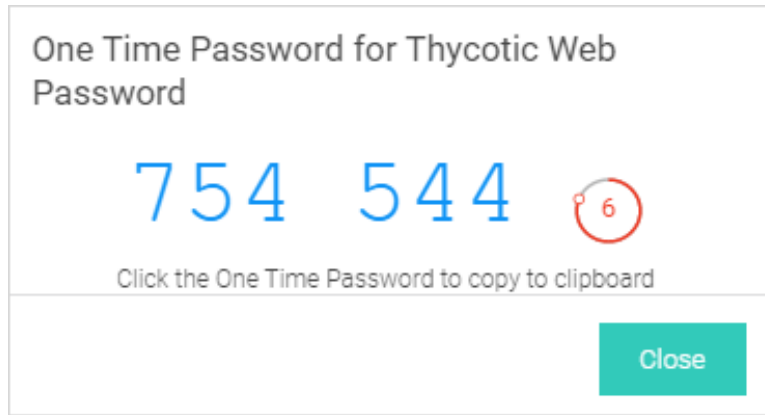 One Time Password for Thycotic Web
Password
754 544 6
Click the One Time Password to copy to clipboard
Close